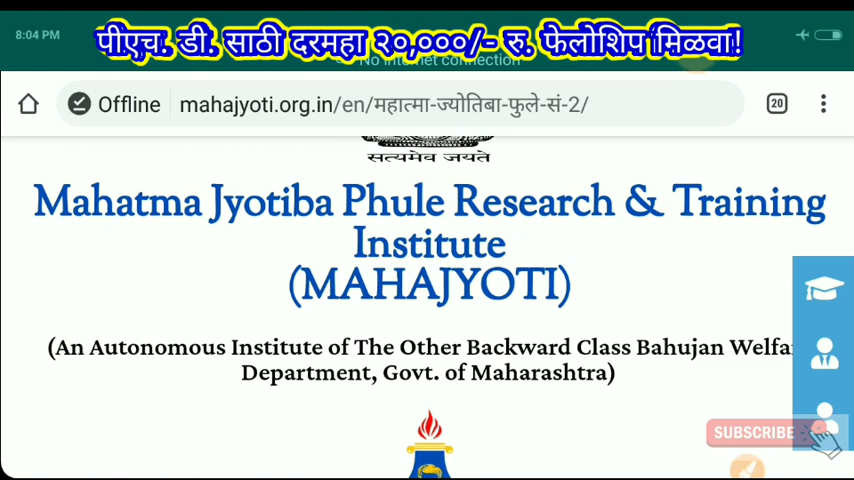 8:04 PM
पीएच. डी. साठी दरमहा २०,०००/- रु. फेलोशिप मिळवा!
No internet connection
Offline mahajyoti.org.in/en/महात्मा-ज्योतिबा-फुले-सं-2/ 20
सत्यमेव जयते
Mahatma Jyotiba Phule Research & Training
Institute
(MAHAJYOTI)
(An Autonomous Institute of The Other Backward Class Bahujan Welfar
Department, Govt. of Maharashtra)
SUBSCRIBE